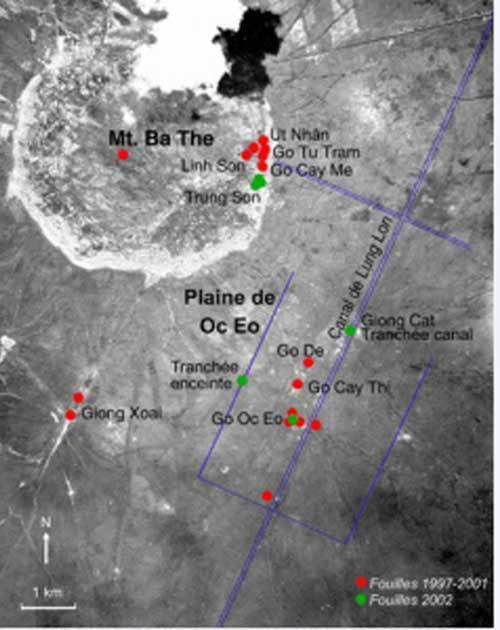 Ut Nhân
Mt. Ba The
Go Tu Tram
Linh Son
Go Cay Me
Trung Son
Canal de Lung Lon
Plaine de
Oc Eo
Giong Cat
Tranchée canal
Go De
Tranchée
enceinte
Go Cay Thi
Giong Xoai
Go Oc Eo
N
1 km
Fouilles 1997-2001
Fouilles 2002